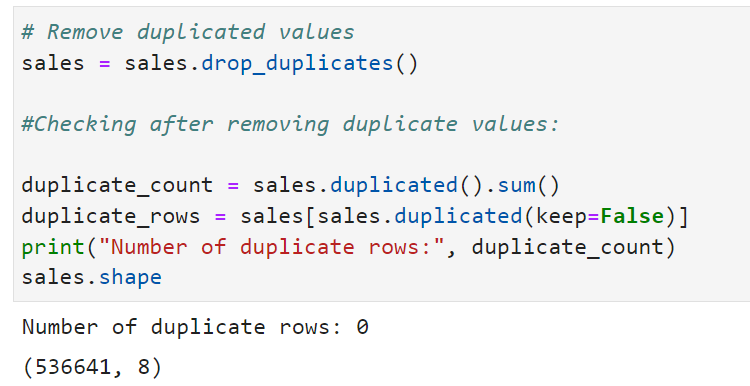 # Remove duplicated values
sales = sales.drop_duplicates()
#Checking after removing duplicate values:
duplicate_count = sales.duplicated().sum()
duplicate_rows = sales[sales.duplicated(keep=False)]
print("Number of duplicate rows:", duplicate_count)
sales.shape
Number of duplicate rows: 0
(536641, 8)